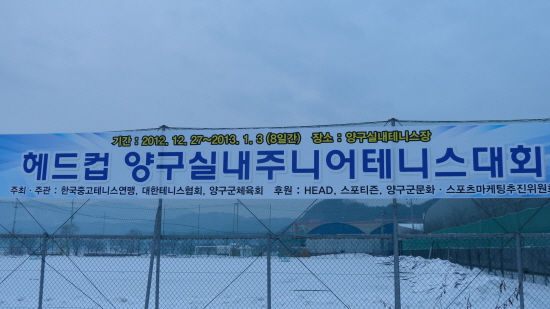 기간 : 2012. 12. 27~2013. 1. 3 (8일간) 장소 : 양구실내테니스장
헤드컵 양구실내주니어테니스대회
주최·주관 : 한국중고테니스연맹, 대한테니스협회, 양구군체육회 후원 : HEAD, 스포티즌, 양구군문화·스포츠마케팅추진위원회